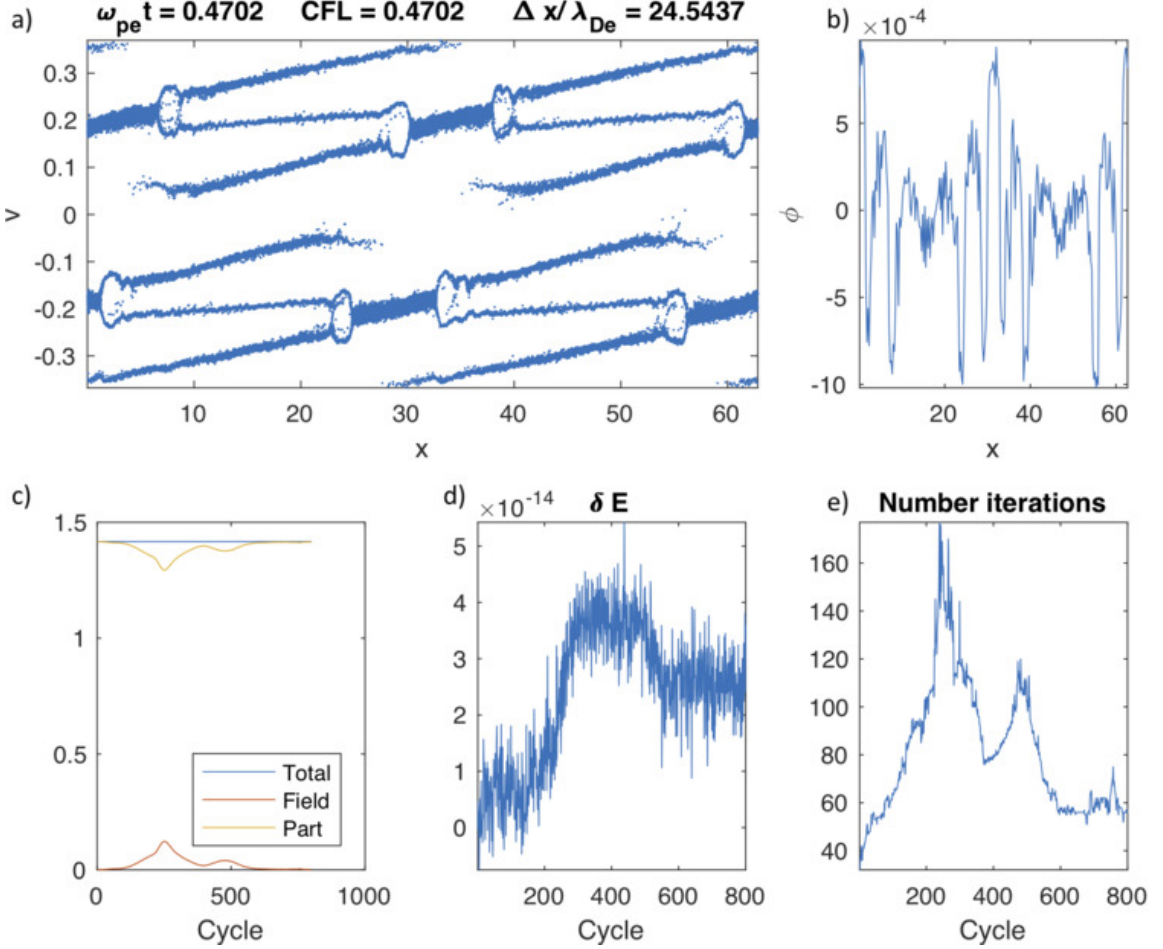 a) ω_pe t = 0.4702 CFL = 0.4702 Δ x/ λ_De = 24.5437
0.3
0.2
0.1
0
-0.1
-0.2
-0.3
v
10 20 30 40 50 60
x
b) ×10^-4
5
0
-5
-10
ϕ
20 40 60
x
c)
1.5
1
0.5
0
Total
Field
Part
0 500 1000
Cycle
d) ×10^-14 δ E
5
4
3
2
1
0
200 400 600 800
Cycle
e) Number iterations
160
140
120
100
80
60
40
0 200 400 600 800
Cycle